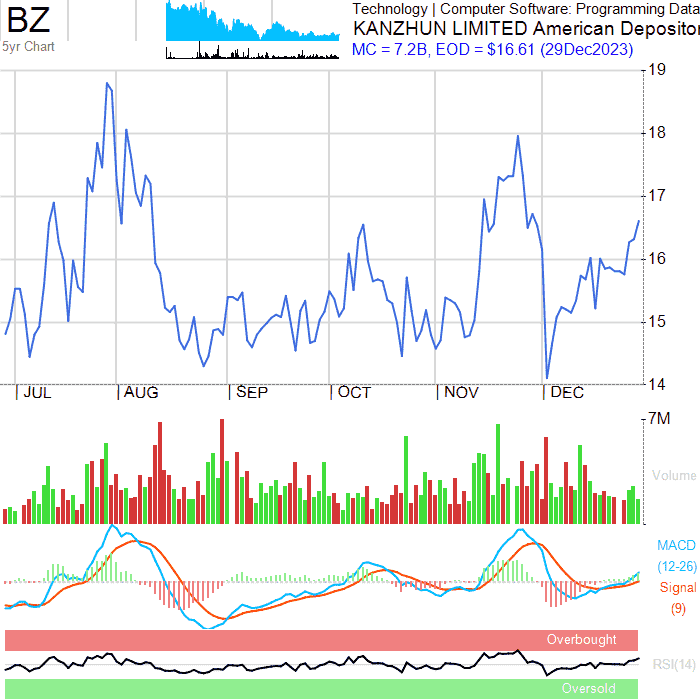 BZ
5yr Chart
Technology | Computer Software: Programming Data
KANZHUN LIMITED American Depositor
MC = 7.2B, EOD = $16.61 (29Dec2023)
19
18
17
16
15
14
JUL AUG SEP OCT NOV DEC
7M
Volume
MACD
(12-26)
Signal
(9)
Overbought
RSI(14)
Oversold